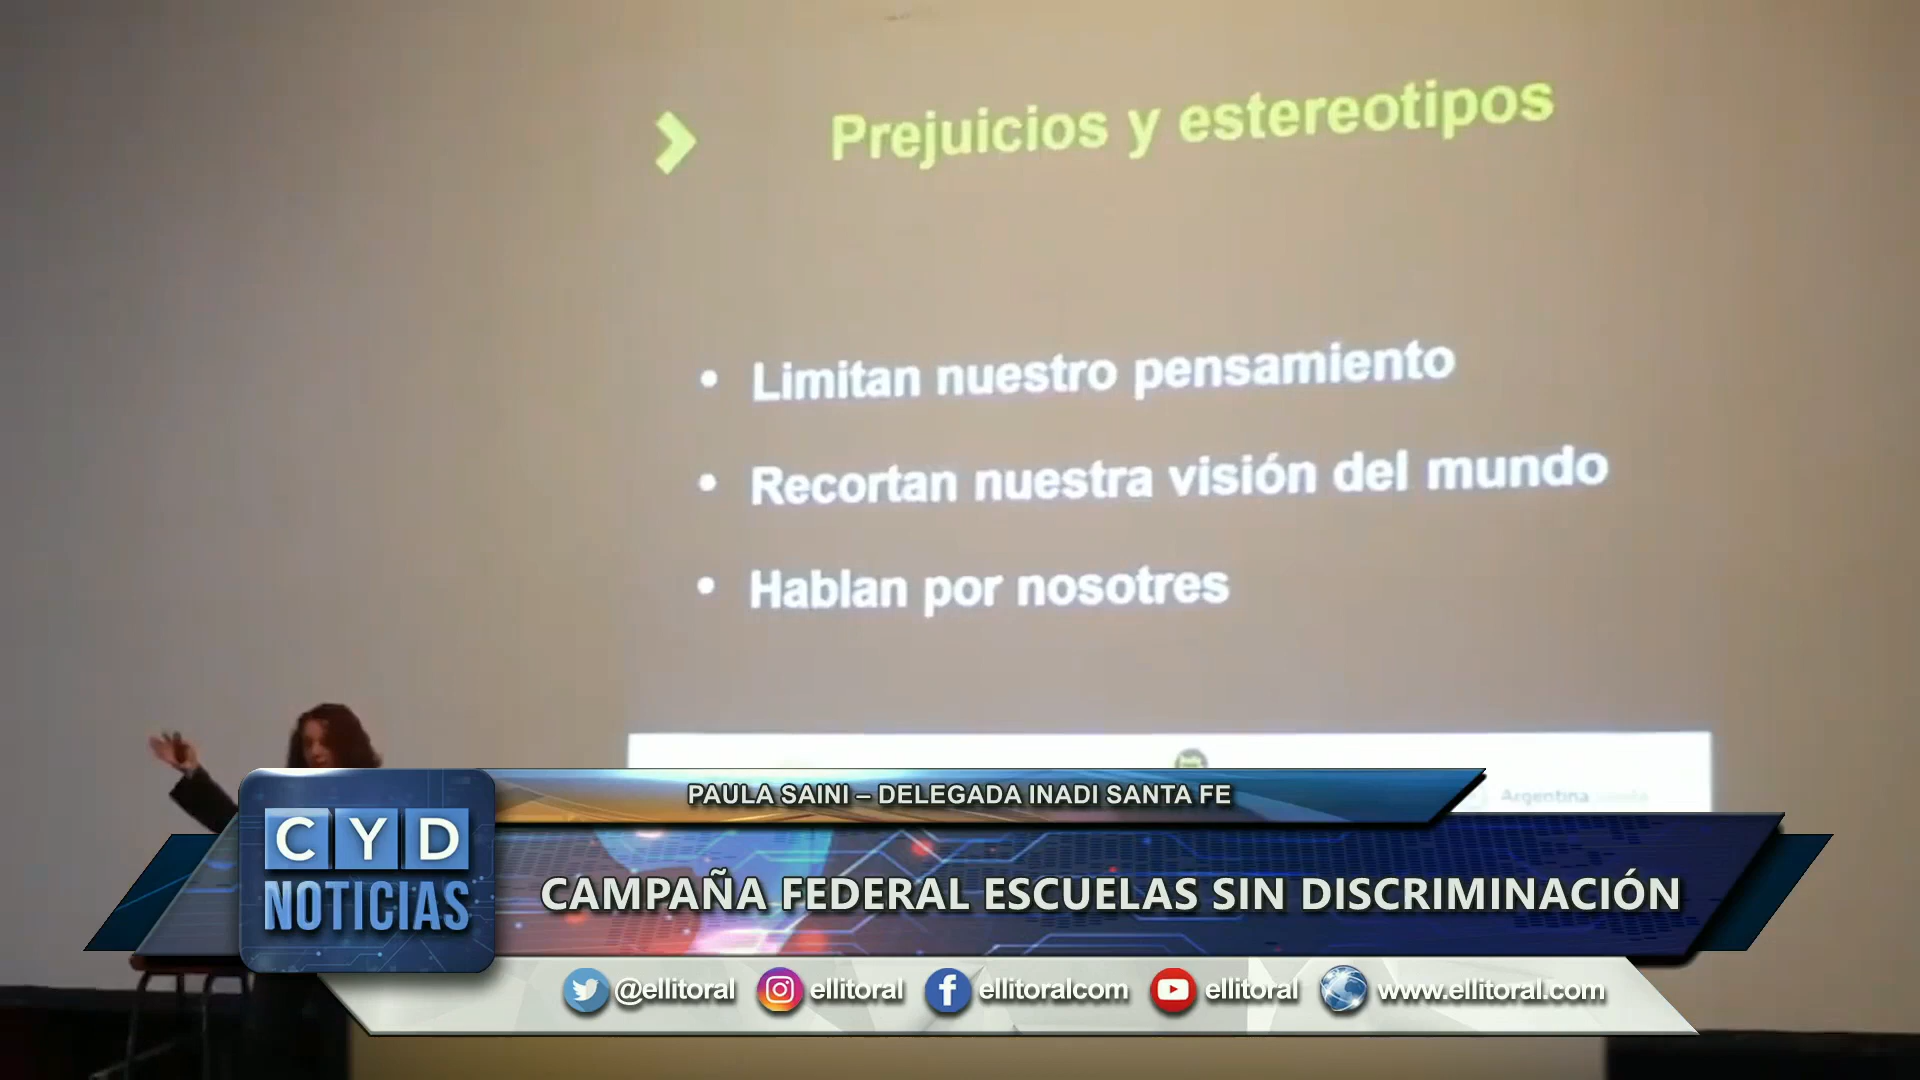 Prejuicios y estereotipos
• Limitan nuestro pensamiento
• Recortan nuestra visión del mundo
• Hablan por nosotres
Argentina
PAULA SAINI – DELEGADA INADI SANTA FE
CYD
NOTICIAS
CAMPAÑA FEDERAL ESCUELAS SIN DISCRIMINACIÓN
@ellitoral ellitoral ellitoralcom ellitoral www.ellitoral.com